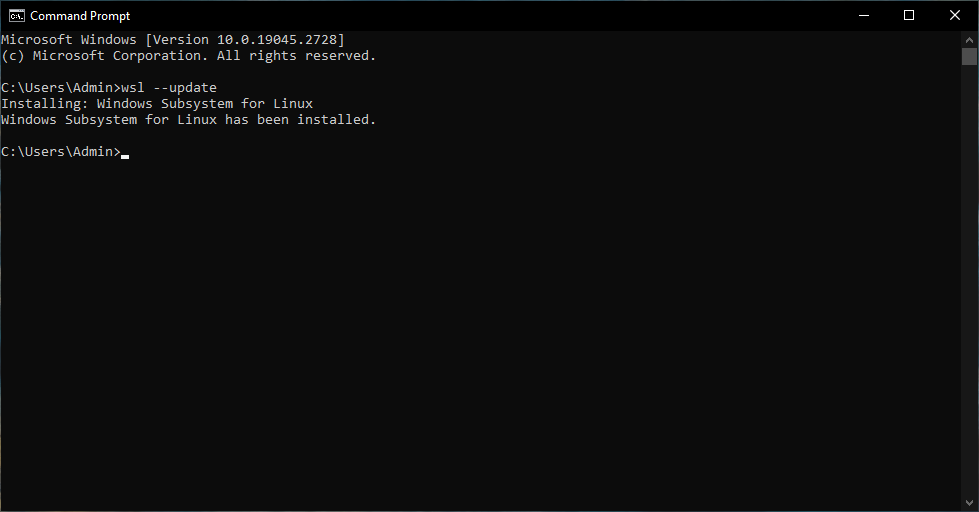 Command Prompt
Microsoft Windows [Version 10.0.19045.2728]
(c) Microsoft Corporation. All rights reserved.
C:\Users\Admin>wsl --update
Installing: Windows Subsystem for Linux
Windows Subsystem for Linux has been installed.
C:\Users\Admin>